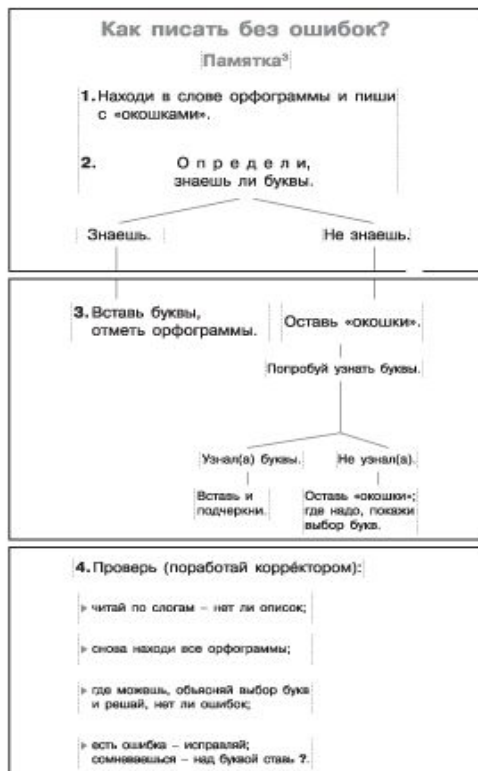 Как писать без ошибок?
Памятка³
1. Находи в слове орфограммы и пиши
с «окошками».
2. Определи,
знаешь ли буквы.
Знаешь. Не знаешь.
3. Вставь буквы,
отметь орфограммы.
Оставь «окошки».
Попробуй узнать буквы.
Узнал(а) буквы. Не узнал(а).
Вставь и
подчеркни.
Оставь «окошки»;
где надо, покажи
выбор букв.
4. Проверь (поработай корре́ктором):
читай по слогам – нет ли описок;
снова находи все орфограммы;
где можешь, объясняй выбор букв
и решай, нет ли ошибок;
есть ошибка – исправляй;
сомневаешься – над буквой ставь ?.